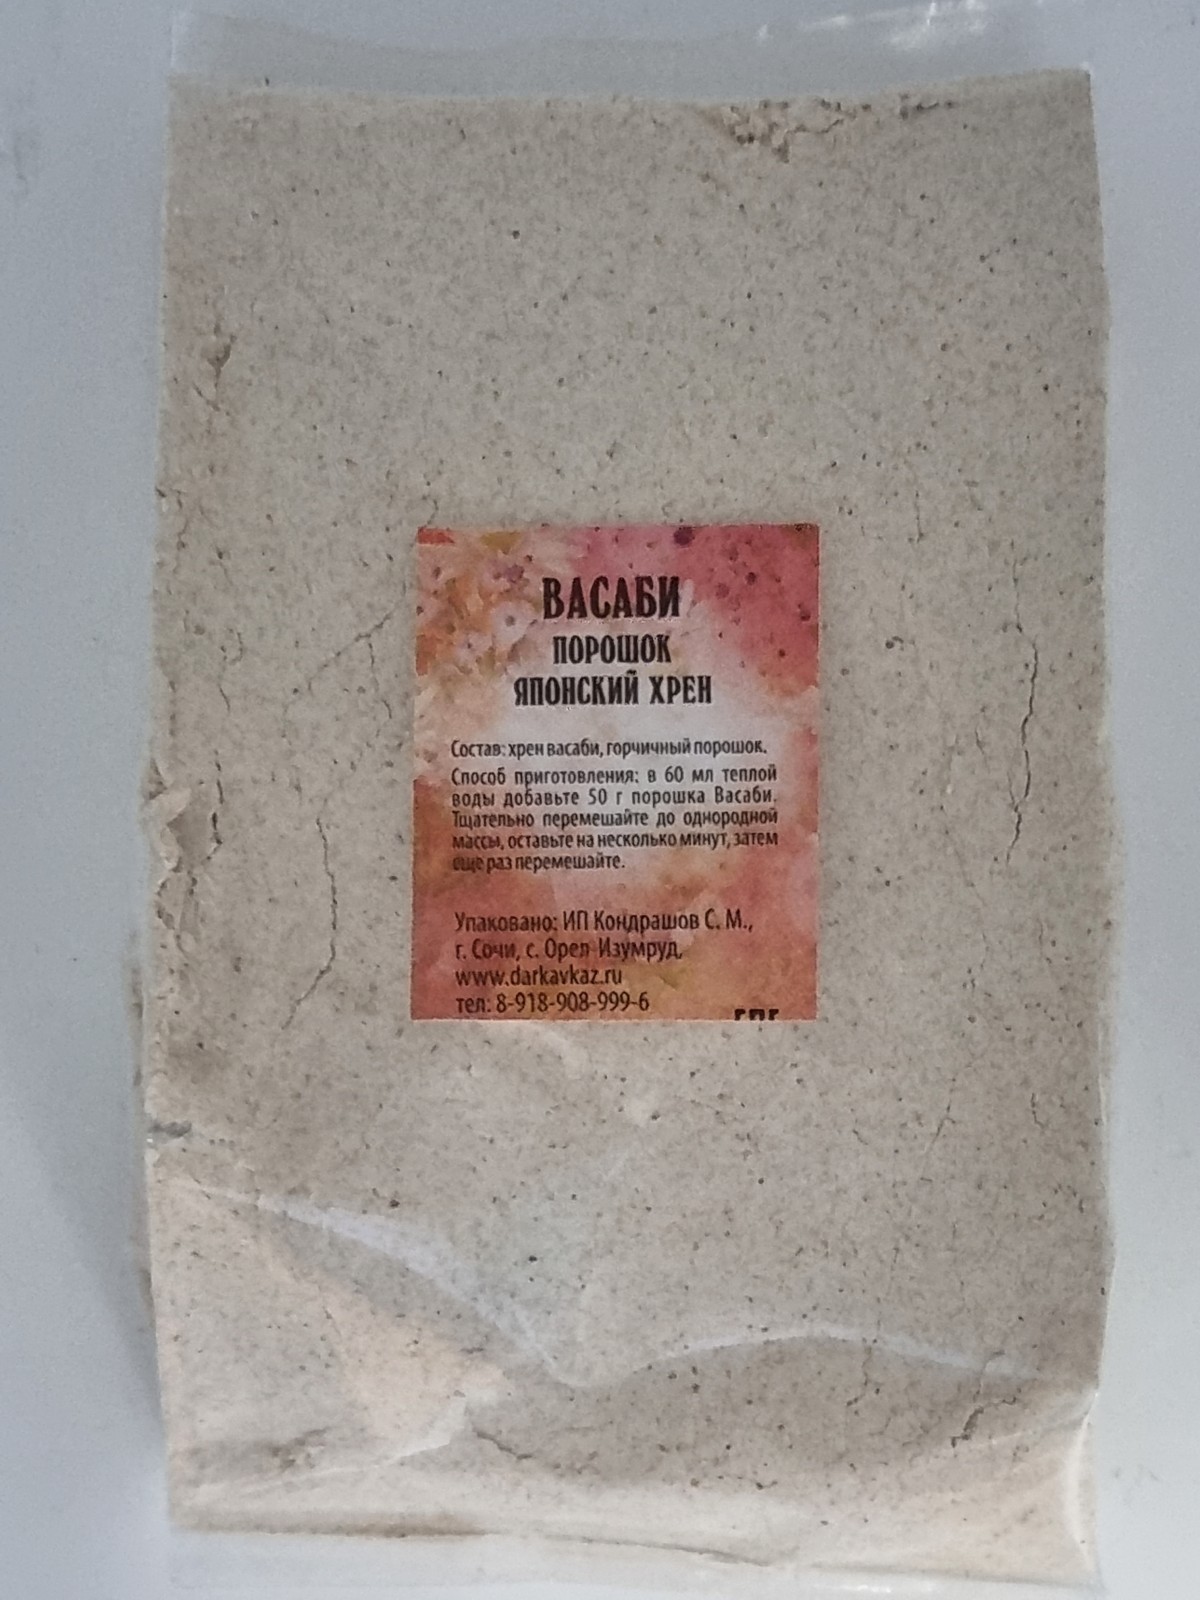 ВАСАБИ
ПОРОШОК
ЯПОНСКИЙ ХРЕН
Состав: хрен васаби, горчичный порошок.
Способ приготовления: в 60 мл теплой
воды добавьте 50 г порошка Васаби.
Тщательно перемешайте до однородной
массы, оставьте на несколько минут, затем
еще раз перемешайте.
Упаковано: ИП Кондрашов С. М.,
г. Сочи, с. Орел-Изумруд,
www.darkavkaz.ru
тел: 8-918-908-999-6